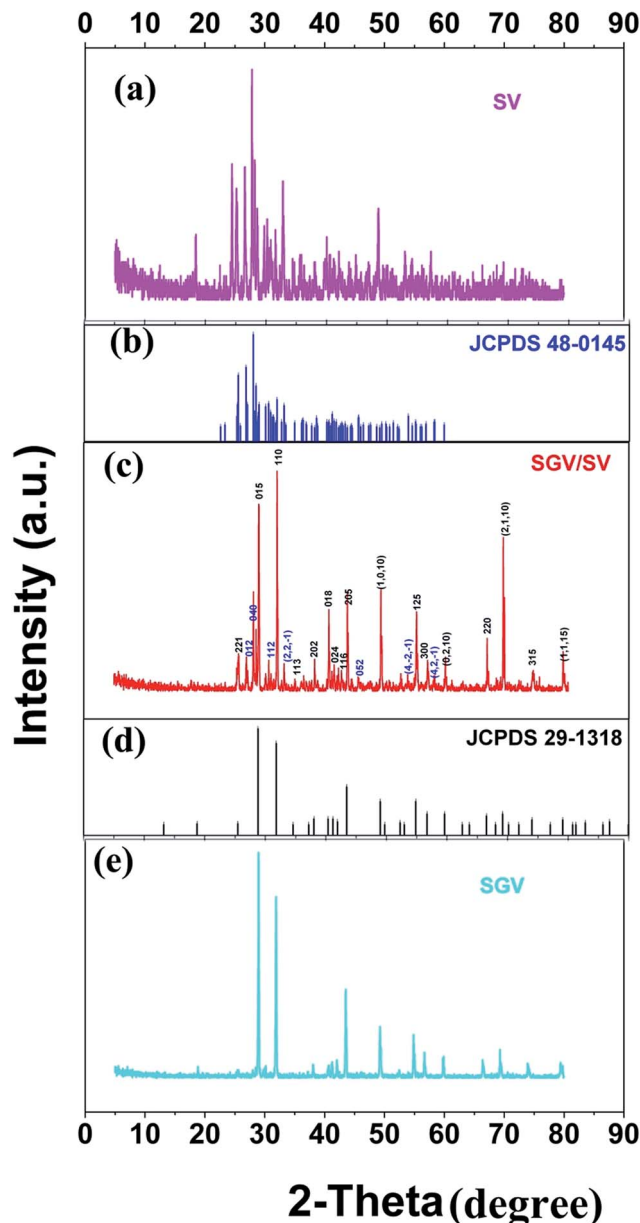 0 10 20 30 40 50 60 70 80 90
(a)
SV
(b)
JCPDS 48-0145
(c)
SGV/SV
221
012
040
015
110
112
(2,2,-1)
113
202
018
024
116
205
052
(1,0,10)
(4,-2,-1)
125
300
(4,2,-1)
(0,2,10)
220
(2,1,10)
315
(1,1,15)
(d)
JCPDS 29-1318
(e)
SGV
Intensity (a.u.)
0 10 20 30 40 50 60 70 80 90
2-Theta (degree)